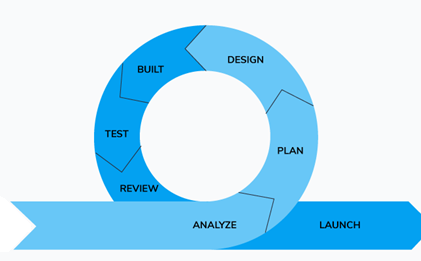 DESIGN
BUILT
TEST
PLAN
REVIEW
ANALYZE
LAUNCH